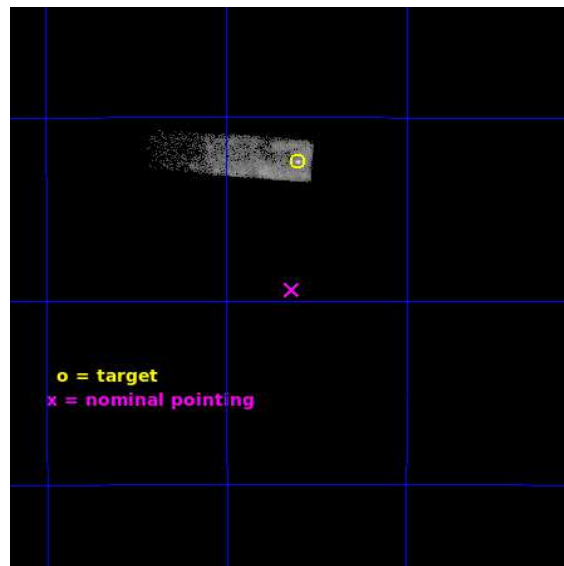 o = target
x = nominal pointing